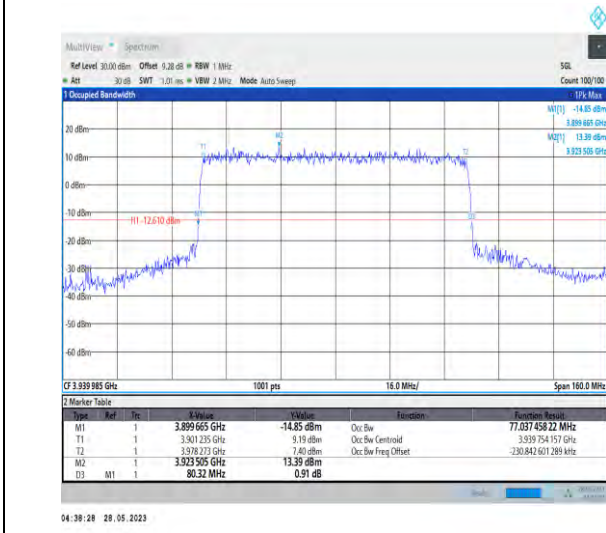 MultiView Spectrum
Ref Level 30.00 dBm Offset 9.28 dB RBW 1 MHz SGL
Att 30 dB SWT 1.01 ms VBW 2 MHz Mode Auto Sweep Count 100/100
1 Occupied Bandwidth 1Pk Max
M1[1] -14.85 dBm
3.899 665 GHz
M2[1] 13.39 dBm
3.923 505 GHz
20 dBm
M2
T1 T2
10 dBm
0 dBm
-10 dBm
M1 D3
H1 -12.610 dBm
-20 dBm
-30 dBm
-40 dBm
-50 dBm
-60 dBm
CF 3.939 985 GHz 1001 pts 16.0 MHz/ Span 160.0 MHz
2 Marker Table
Type Ref Trc X-Value Y-Value Function Function Result
M1 1 3.899 665 GHz -14.85 dBm Occ Bw 77.037 458 22 MHz
T1 1 3.901 235 GHz 9.19 dBm Occ Bw Centroid 3.939 754 157 GHz
T2 1 3.978 273 GHz 7.40 dBm Occ Bw Freq Offset -230.842 601 289 kHz
M2 1 3.923 505 GHz 13.39 dBm
D3 M1 1 80.32 MHz 0.91 dB
04:38:28 28.05.2023